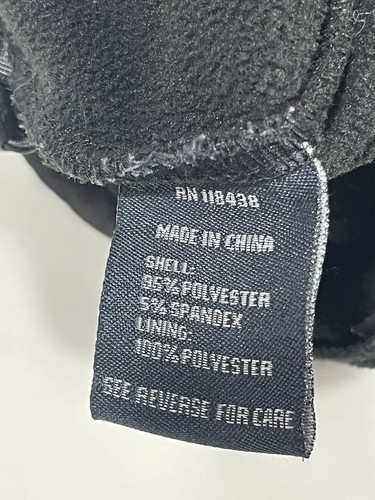 RN 118438
MADE IN CHINA
SHELL:
95% POLYESTER
5% SPANDEX
LINING:
100% POLYESTER
SEE REVERSE FOR CARE